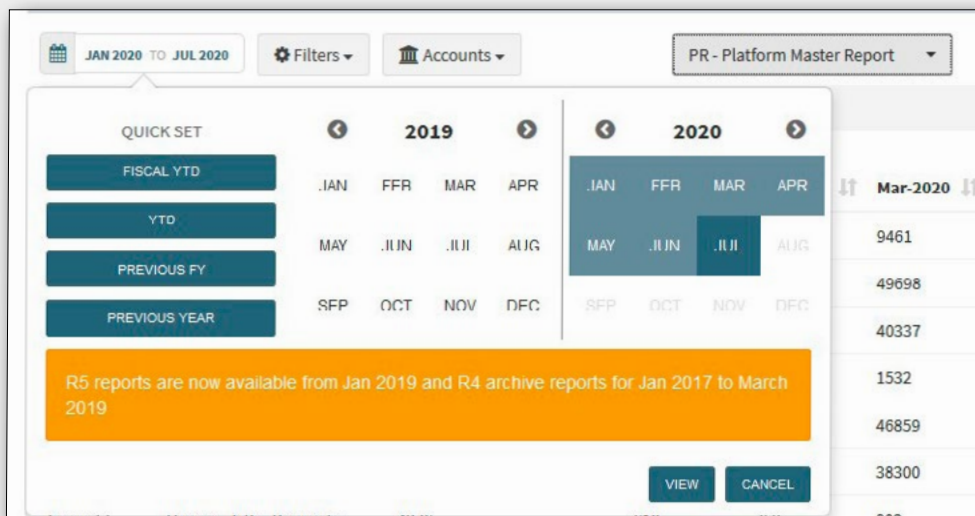 JAN 2020 TO JUL 2020 Filters Accounts PR - Platform Master Report
QUICK SET 2019 2020
FISCAL YTD
JAN FEB MAR APR JAN FEB MAR APR Mar-2020
YTD
MAY JUN JUL AUG MAY JUN JUL AUG 9461
PREVIOUS FY
49698
PREVIOUS YEAR
SEP OCT NOV DEC SEP OCT NOV DEC
40337
R5 reports are now available from Jan 2019 and R4 archive reports for Jan 2017 to March
2019
1532
46859
VIEW CANCEL
38300